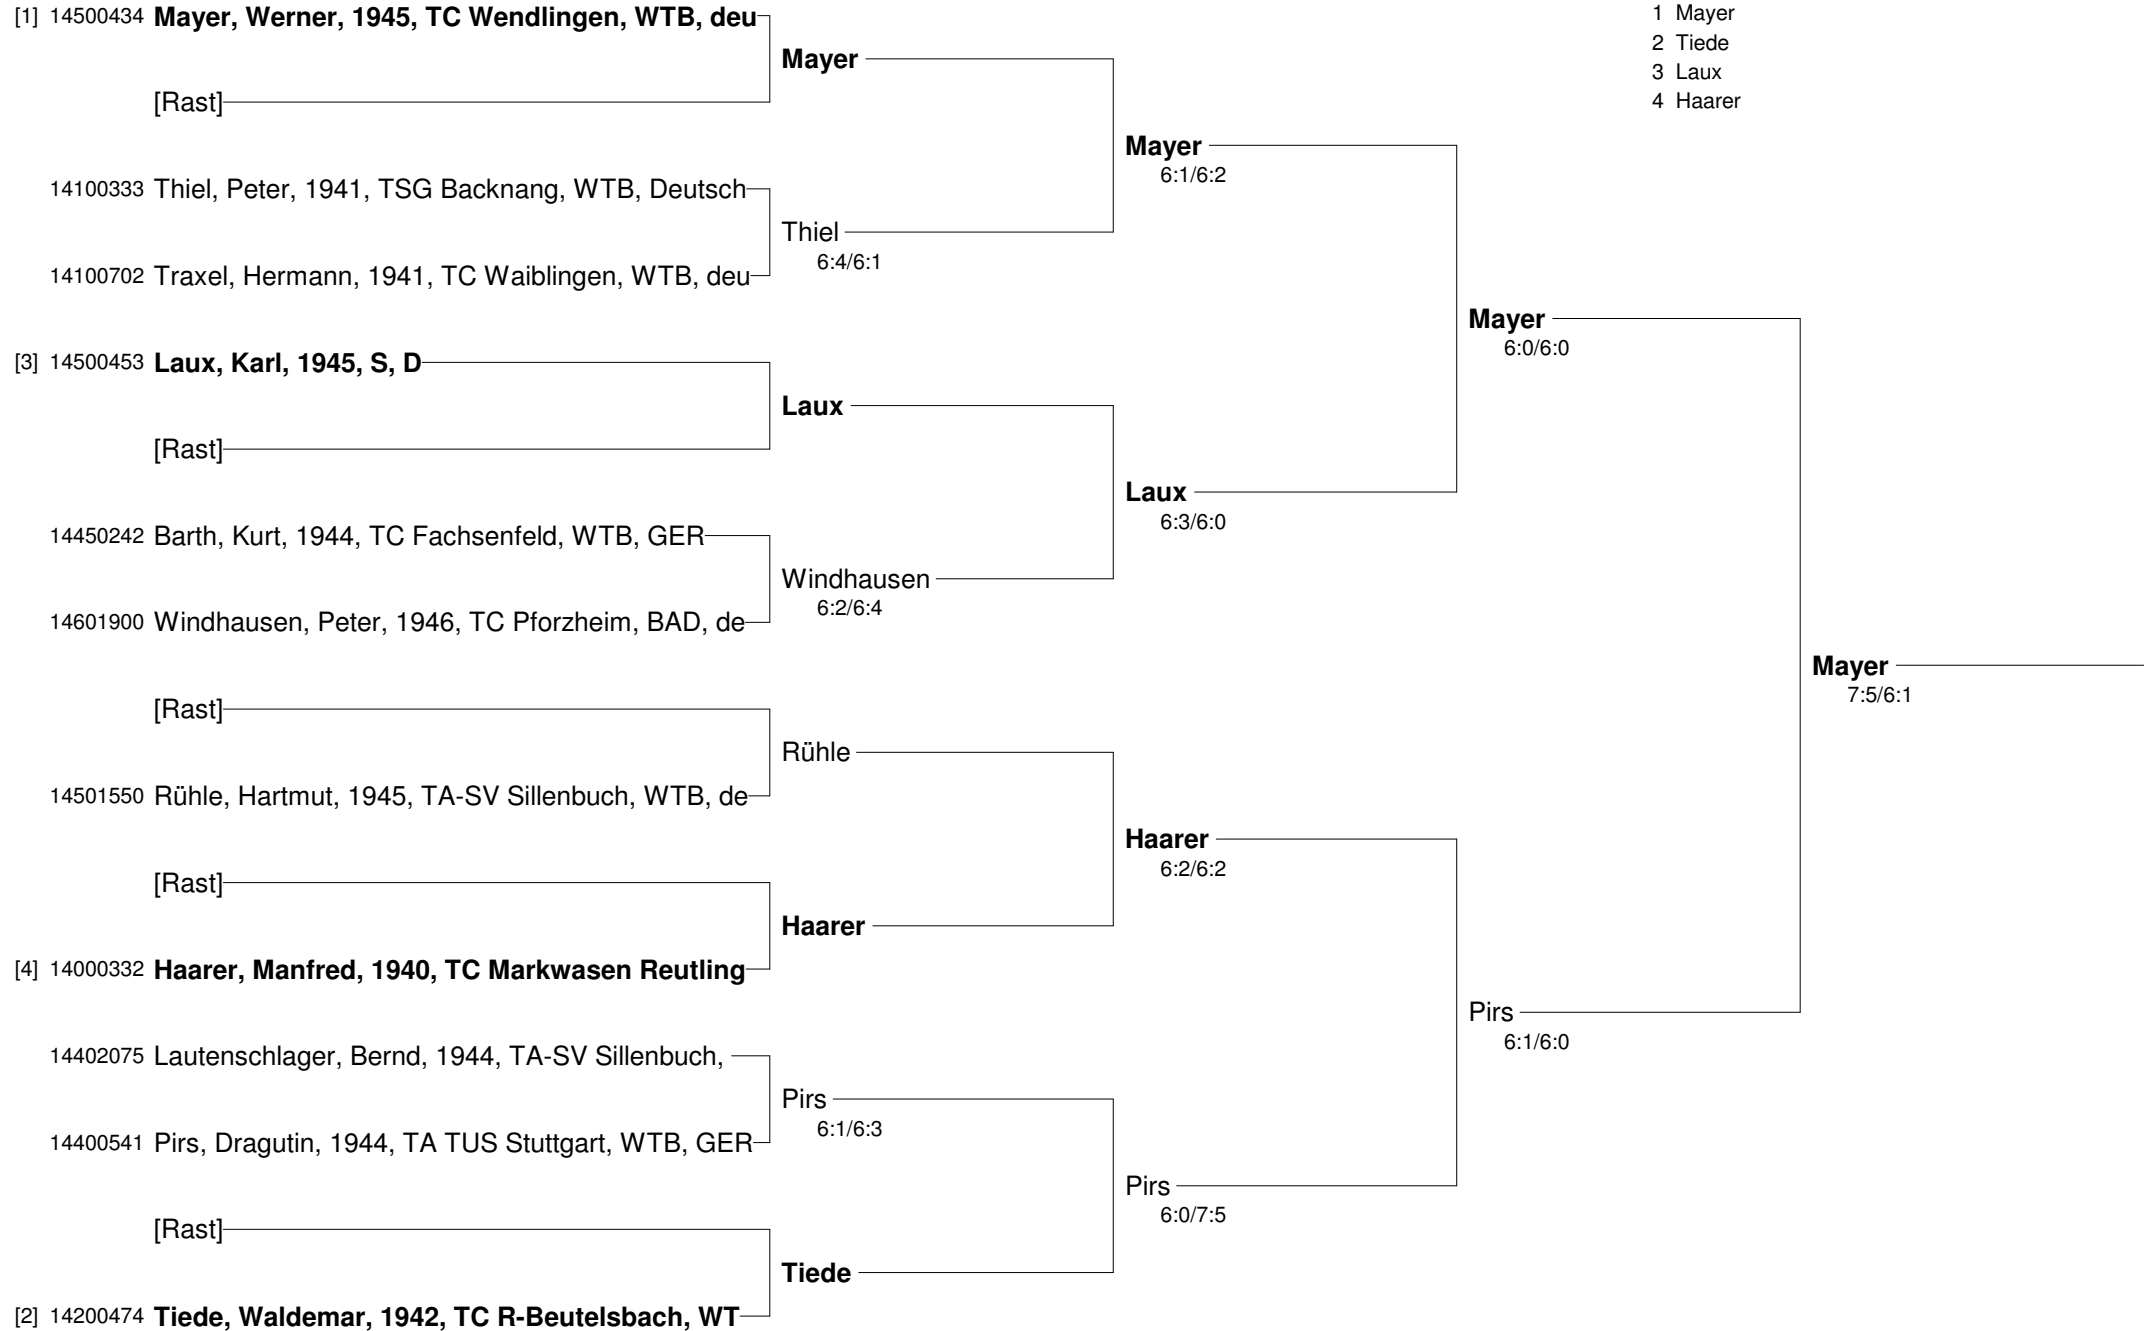 [1] 14500434 Mayer, Werner, 1945, TC Wendlingen, WTB, deu
[Rast]
14100333 Thiel, Peter, 1941, TSG Backnang, WTB, Deutsch
14100702 Traxel, Hermann, 1941, TC Waiblingen, WTB, deu
[3] 14500453 Laux, Karl, 1945, S, D
[Rast]
14450242 Barth, Kurt, 1944, TC Fachsenfeld, WTB, GER
14601900 Windhausen, Peter, 1946, TC Pforzheim, BAD, de
[Rast]
14501550 Rühle, Hartmut, 1945, TA-SV Sillenbuch, WTB, de
[Rast]
[4] 14000332 Haarer, Manfred, 1940, TC Markwasen Reutling
14402075 Lautenschlager, Bernd, 1944, TA-SV Sillenbuch,
14400541 Pirs, Dragutin, 1944, TA TUS Stuttgart, WTB, GER
[Rast]
[2] 14200474 Tiede, Waldemar, 1942, TC R-Beutelsbach, WT
Mayer
Thiel
6:4/6:1
Laux
Windhausen
6:2/6:4
Rühle
Haarer
Pirs
6:1/6:3
Tiede
Mayer
6:1/6:2
Laux
6:3/6:0
Haarer
6:2/6:2
Pirs
6:0/7:5
Mayer
6:0/6:0
Pirs
6:1/6:0
Mayer
7:5/6:1
1 Mayer
2 Tiede
3 Laux
4 Haarer